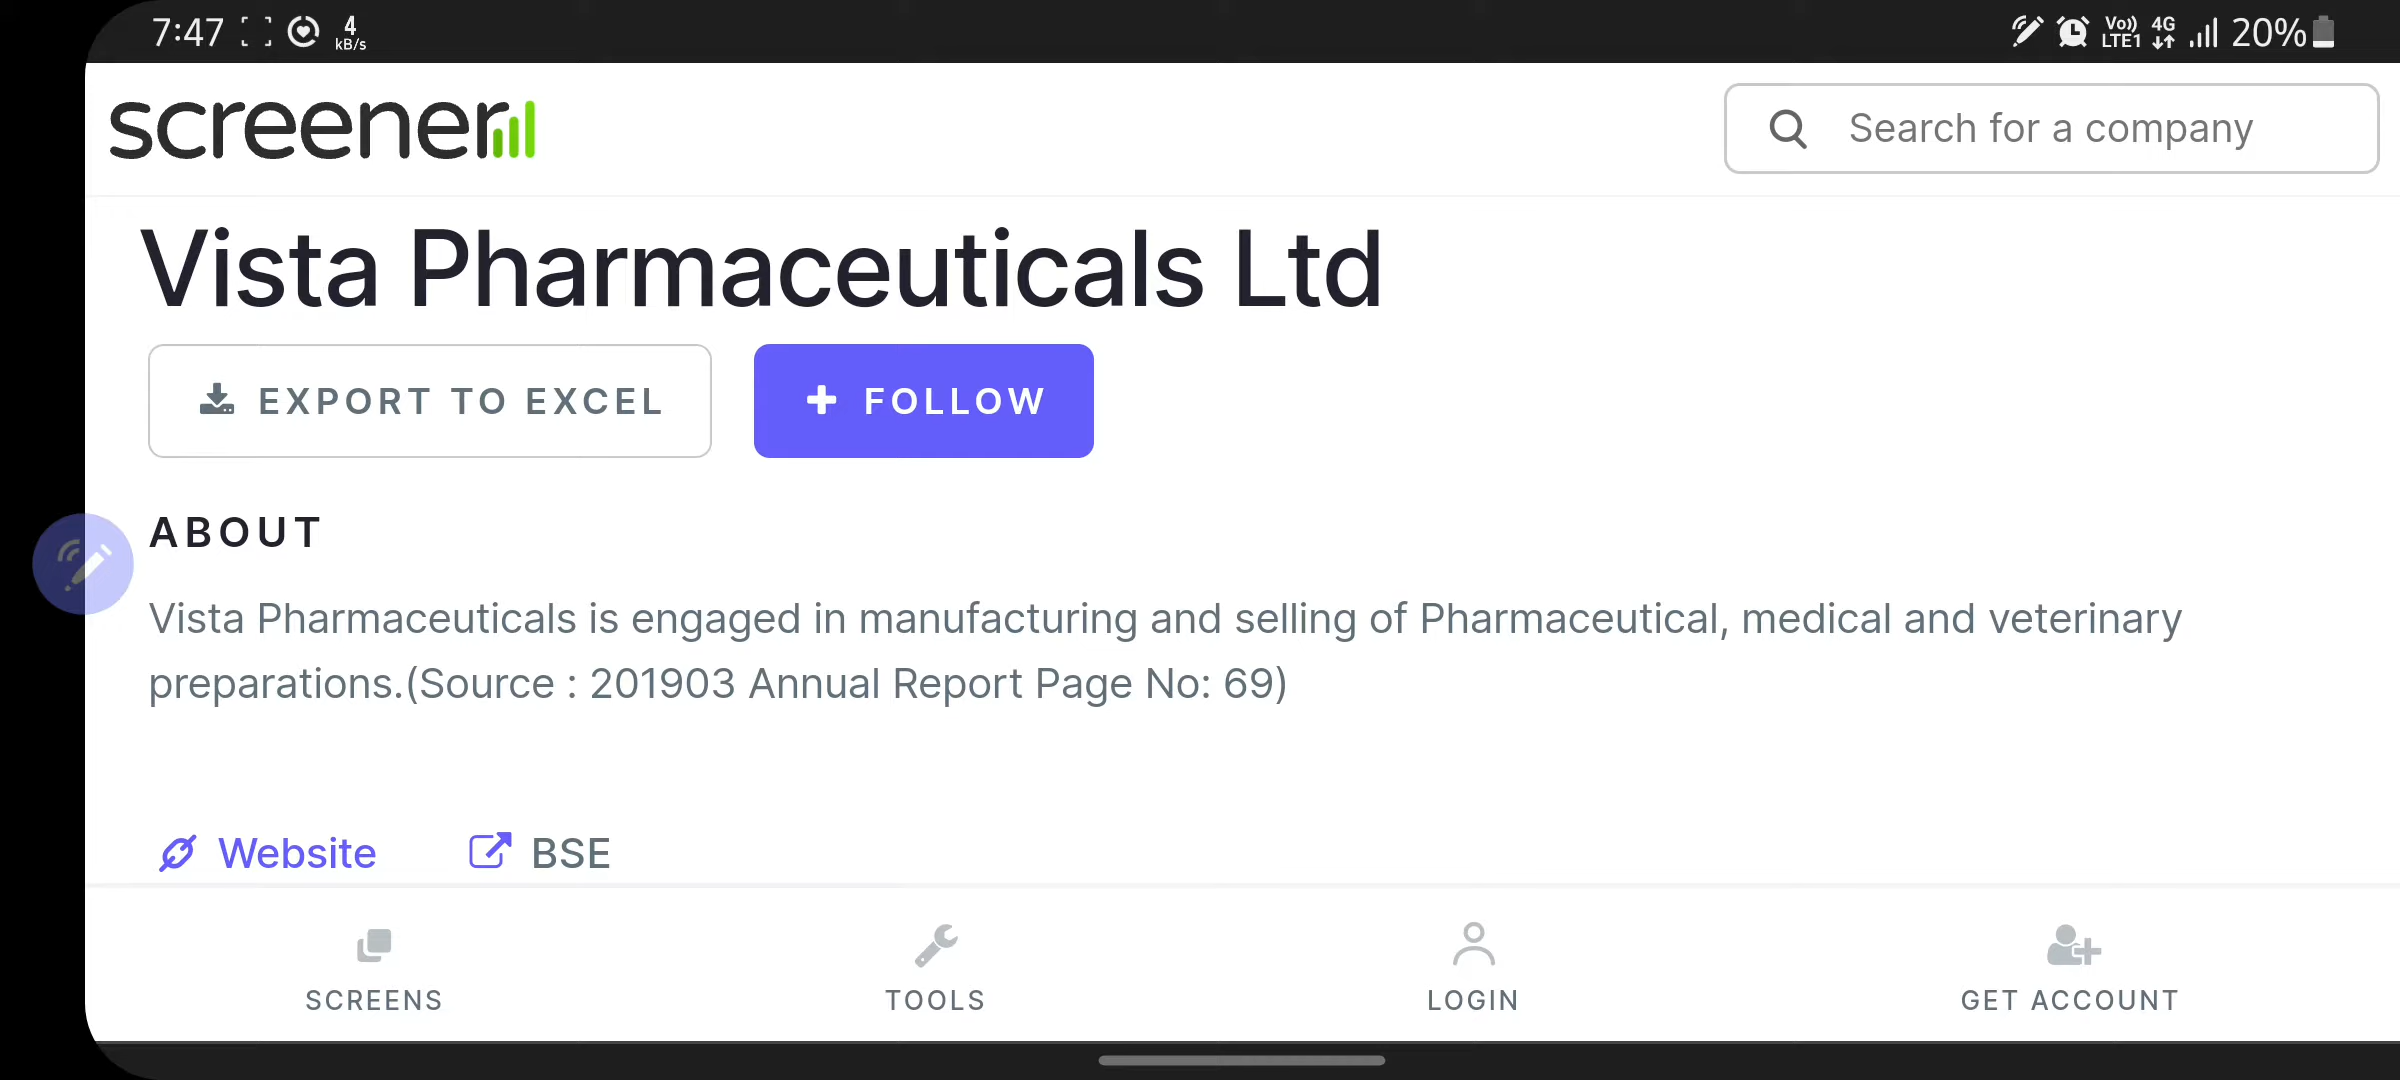 7:47 4 kB/s Vo)) LTE1 4G 20%
screener
Search for a company
Vista Pharmaceuticals Ltd
EXPORT TO EXCEL
FOLLOW
ABOUT
Vista Pharmaceuticals is engaged in manufacturing and selling of Pharmaceutical, medical and veterinary
preparations.(Source : 201903 Annual Report Page No: 69)
Website BSE
SCREENS TOOLS LOGIN GET ACCOUNT